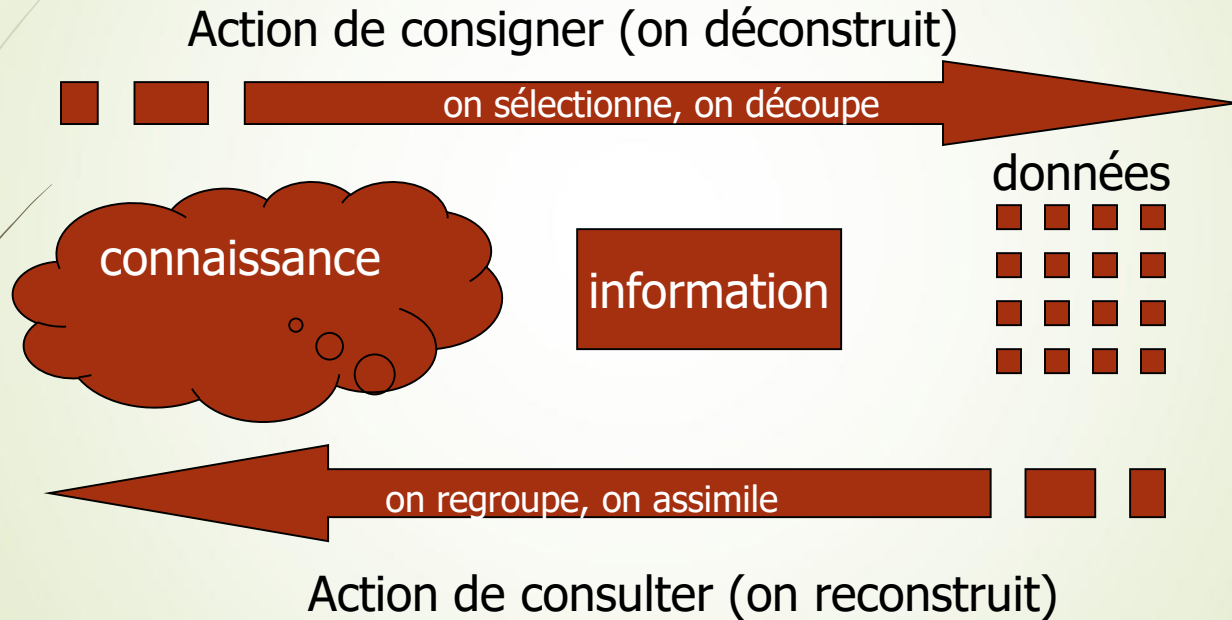 Action de consigner (on déconstruit)
on sélectionne, on découpe
données
connaissance
information
on regroupe, on assimile
Action de consulter (on reconstruit)